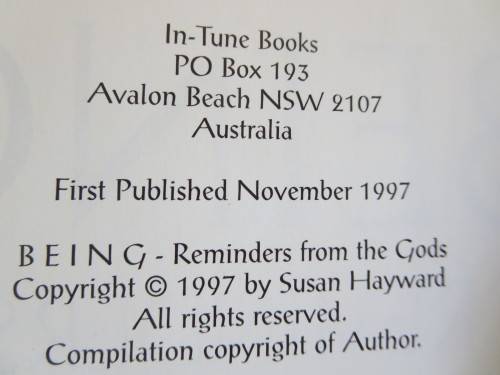 In-Tune Books
PO Box 193
Avalon Beach NSW 2107
Australia
First Published November 1997
B E I N G - Reminders from the Gods
Copyright © 1997 by Susan Hayward
All rights reserved.
Compilation copyright of Author.